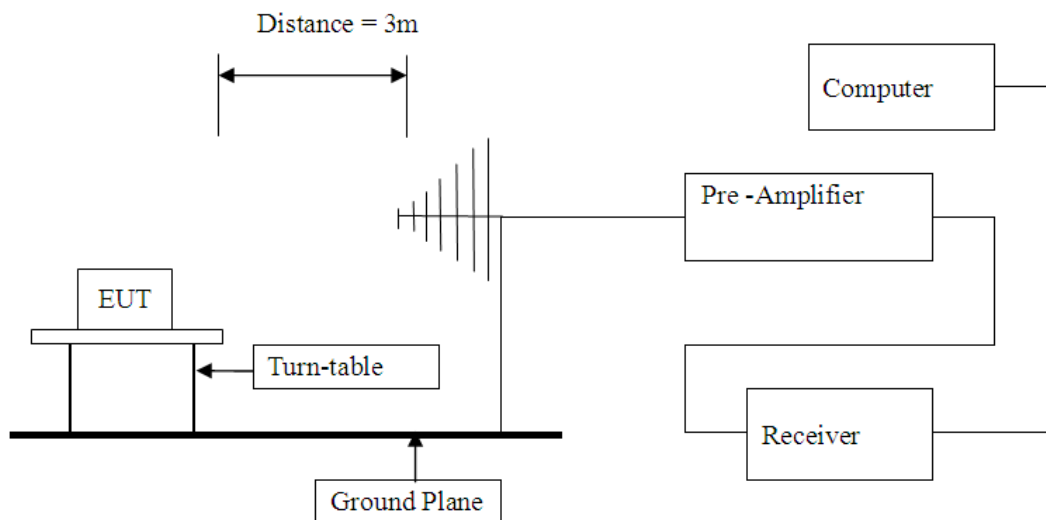 Distance = 3m
Computer
Pre -Amplifier
EUT
Turn-table
Receiver
Ground Plane